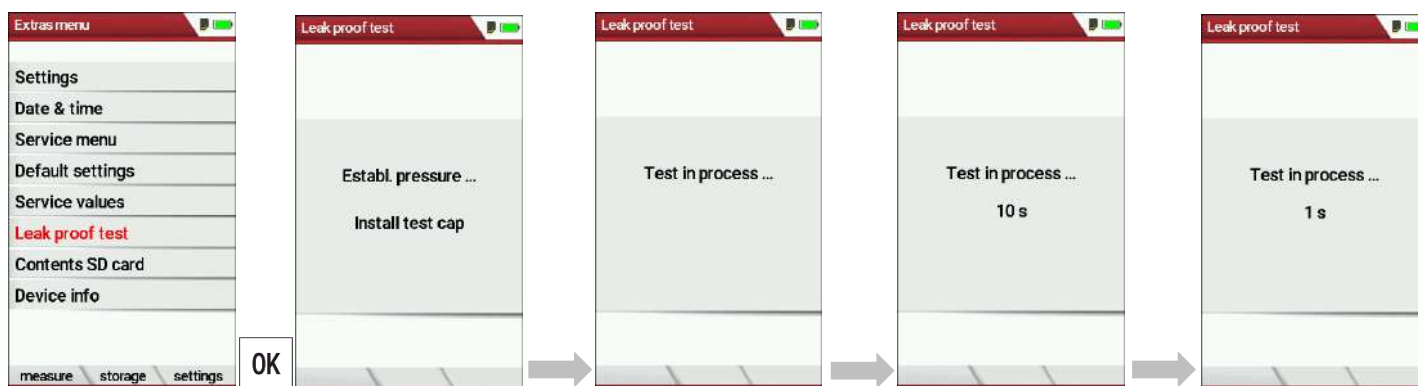 Extras menu
Settings
Date & time
Service menu
Default settings
Service values
Leak proof test
Contents SD card
Device info
measure storage settings
OK
Leak proof test
Establ. pressure ...
Install test cap
Leak proof test
Test in process ...
Leak proof test
Test in process ...
10 s
Leak proof test
Test in process ...
1 s